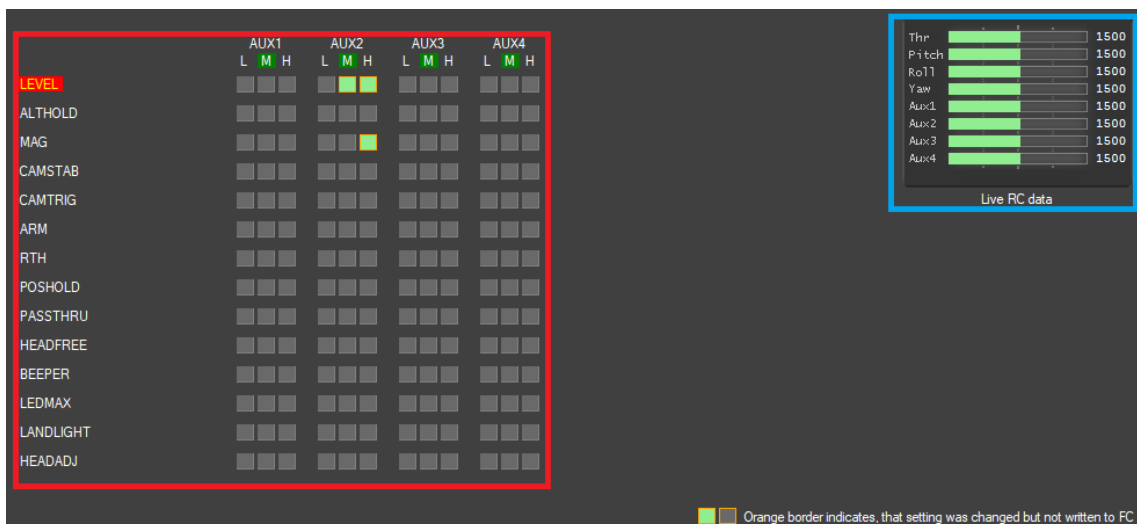 AUX1 AUX2 AUX3 AUX4
L M H L M H L M H L M H
LEVEL
ALTHOLD
MAG
CAMSTAB
CAMTRIG
ARM
RTH
POSHOLD
PASSTHRU
HEADFREE
BEEPER
LEDMAX
LANDLIGHT
HEADADJ
Thr 1500
Pitch 1500
Roll 1500
Yaw 1500
Aux1 1500
Aux2 1500
Aux3 1500
Aux4 1500
Live RC data
Orange border indicates, that setting was changed but not written to FC